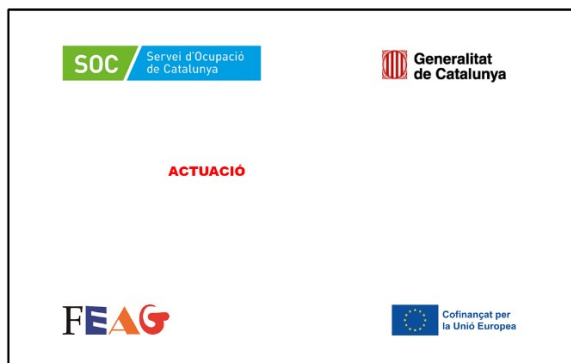 SOC
Servei d'Ocupació
de Catalunya
Generalitat
de Catalunya
ACTUACIÓ
FEAG
Cofinançat per
la Unió Europea